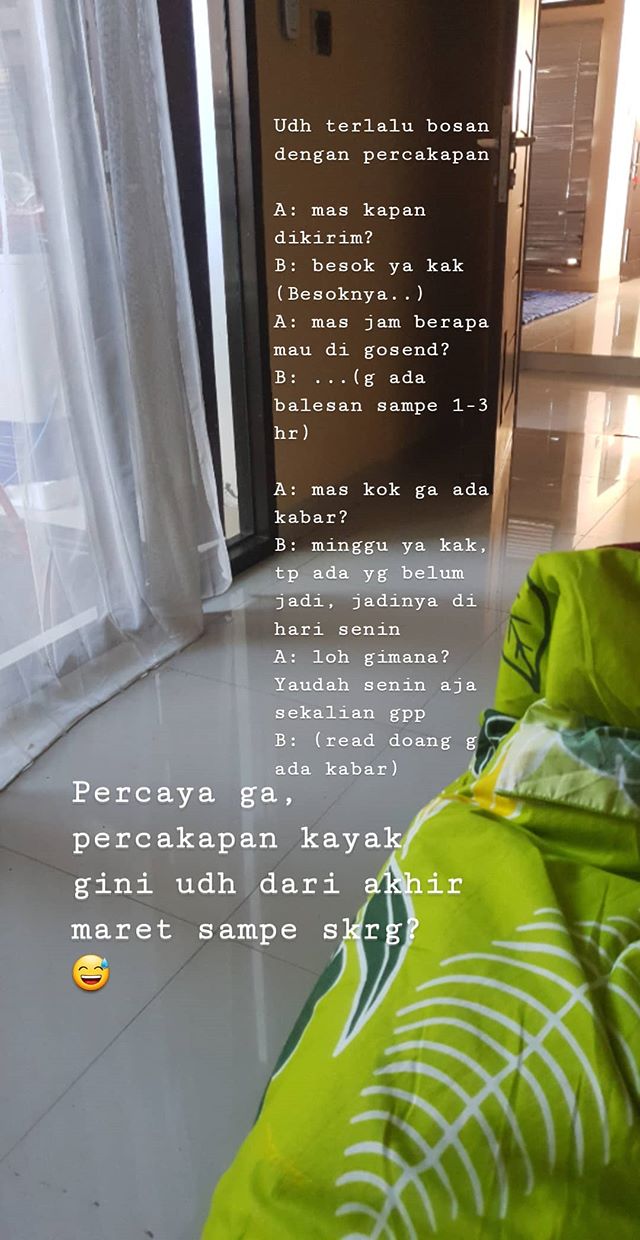 Udh terlalu bosan
dengan percakapan
A: mas kapan
dikirim?
B: besok ya kak
(Besoknya..)
A: mas jam berapa
mau di gosend?
B: ...(g ada
balesan sampe 1-3
hr)
A: mas kok ga ada
kabar?
B: minggu ya kak,
tp ada yg belum
jadi, jadinya di
hari senin
A: loh gimana?
Yaudah senin aja
sekalian gpp
B: (read doang g
ada kabar)
Percaya ga,
percakapan kayak
gini udh dari akhir
maret sampe skrg?
😅